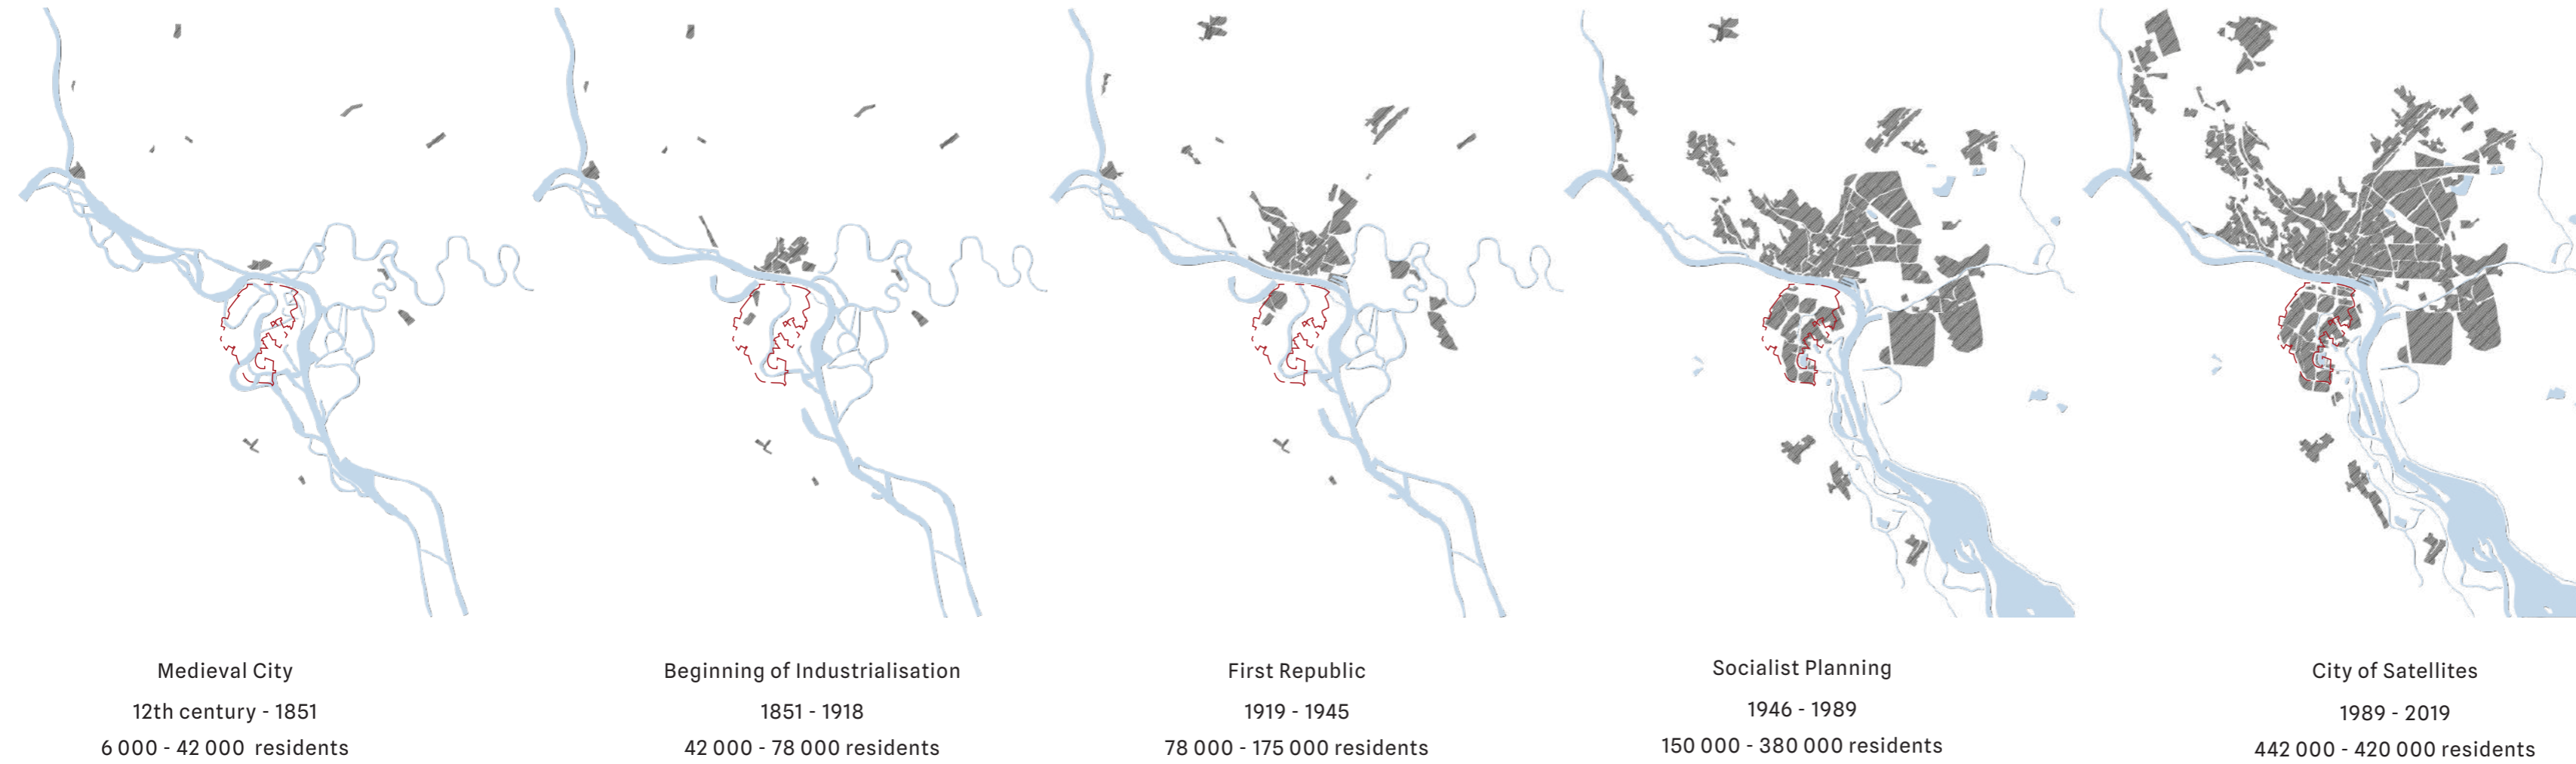 Medieval City
12th century - 1851
6 000 - 42 000 residents
Beginning of Industrialisation
1851 - 1918
42 000 - 78 000 residents
First Republic
1919 - 1945
78 000 - 175 000 residents
Socialist Planning
1946 - 1989
150 000 - 380 000 residents
City of Satellites
1989 - 2019
442 000 - 420 000 residents